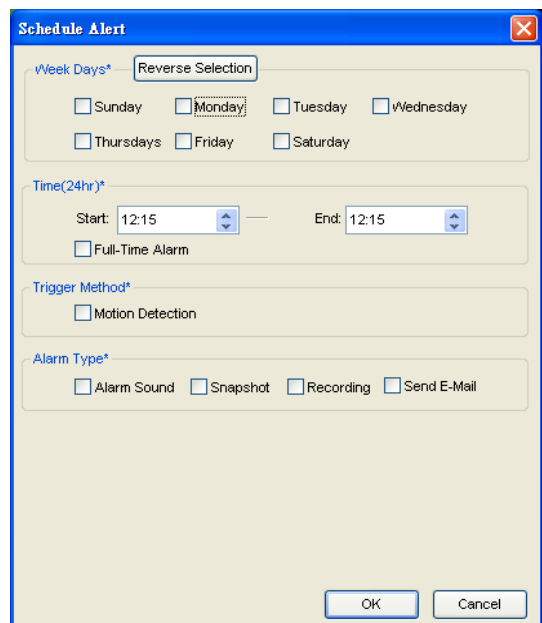 Schedule Alert
Week Days* Reverse Selection
Sunday Monday Tuesday Wednesday
Thursdays Friday Saturday
Time(24hr)*
Start: 12:15 End: 12:15
Full-Time Alarm
Trigger Method*
Motion Detection
Alarm Type*
Alarm Sound Snapshot Recording Send E-Mail
OK Cancel